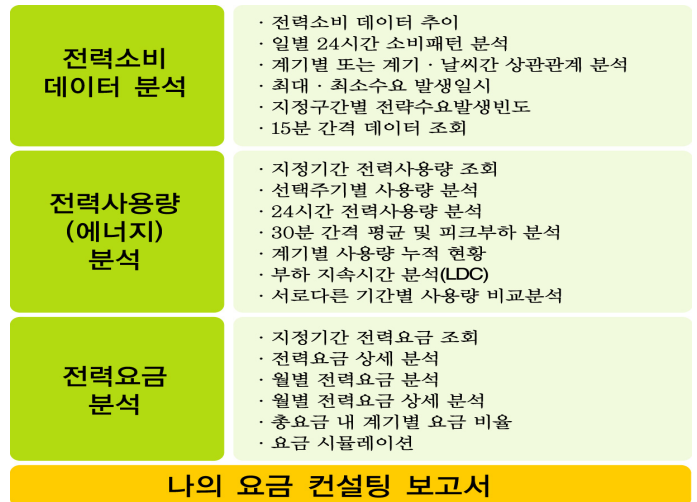 전력소비
데이터 분석
· 전력소비 데이터 추이
· 일별 24시간 소비패턴 분석
· 계기별 또는 계기 · 날씨간 상관관계 분석
· 최대 · 최소수요 발생일시
· 지정구간별 전략수요발생빈도
· 15분 간격 데이터 조회
전력사용량
(에너지)
분석
· 지정기간 전력사용량 조회
· 선택주기별 사용량 분석
· 24시간 전력사용량 분석
· 30분 간격 평균 및 피크부하 분석
· 계기별 사용량 누적 현황
· 부하 지속시간 분석(LDC)
· 서로다른 기간별 사용량 비교분석
전력요금
분석
· 지정기간 전력요금 조회
· 전력요금 상세 분석
· 월별 전력요금 분석
· 월별 전력요금 상세 분석
· 총요금 내 계기별 요금 비율
· 요금 시뮬레이션
나의 요금 컨설팅 보고서